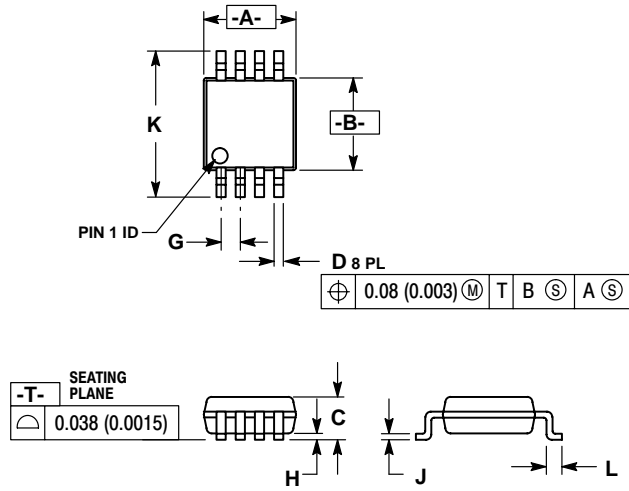 -A-
K
-B-
PIN 1 ID
G
D 8 PL
⌖ 0.08 (0.003) Ⓜ T B Ⓢ A Ⓢ
-T- SEATING PLANE
⌓ 0.038 (0.0015)
C
H
J
L